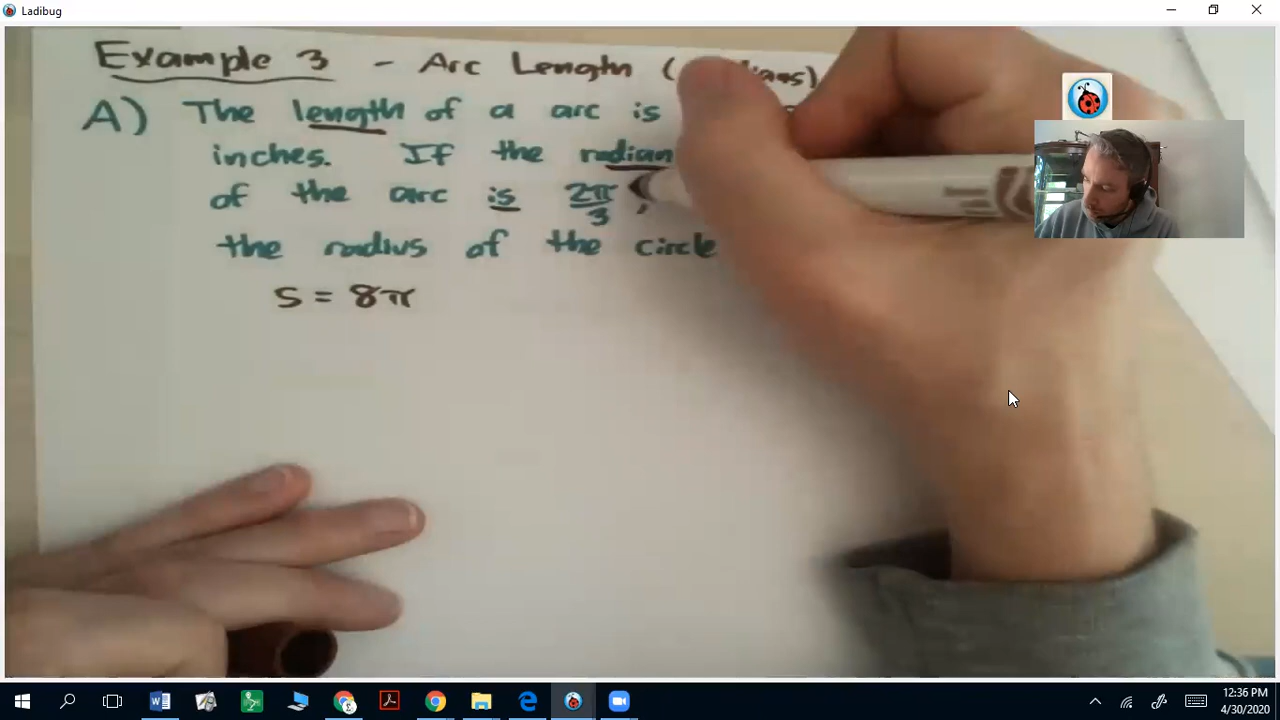 Ladibug
Example 3 - Arc Length (
A) The length of a arc is
inches. If the radian
of the arc is 2π/3,
the radius of the circle
S = 8π
12:36 PM
4/30/2020